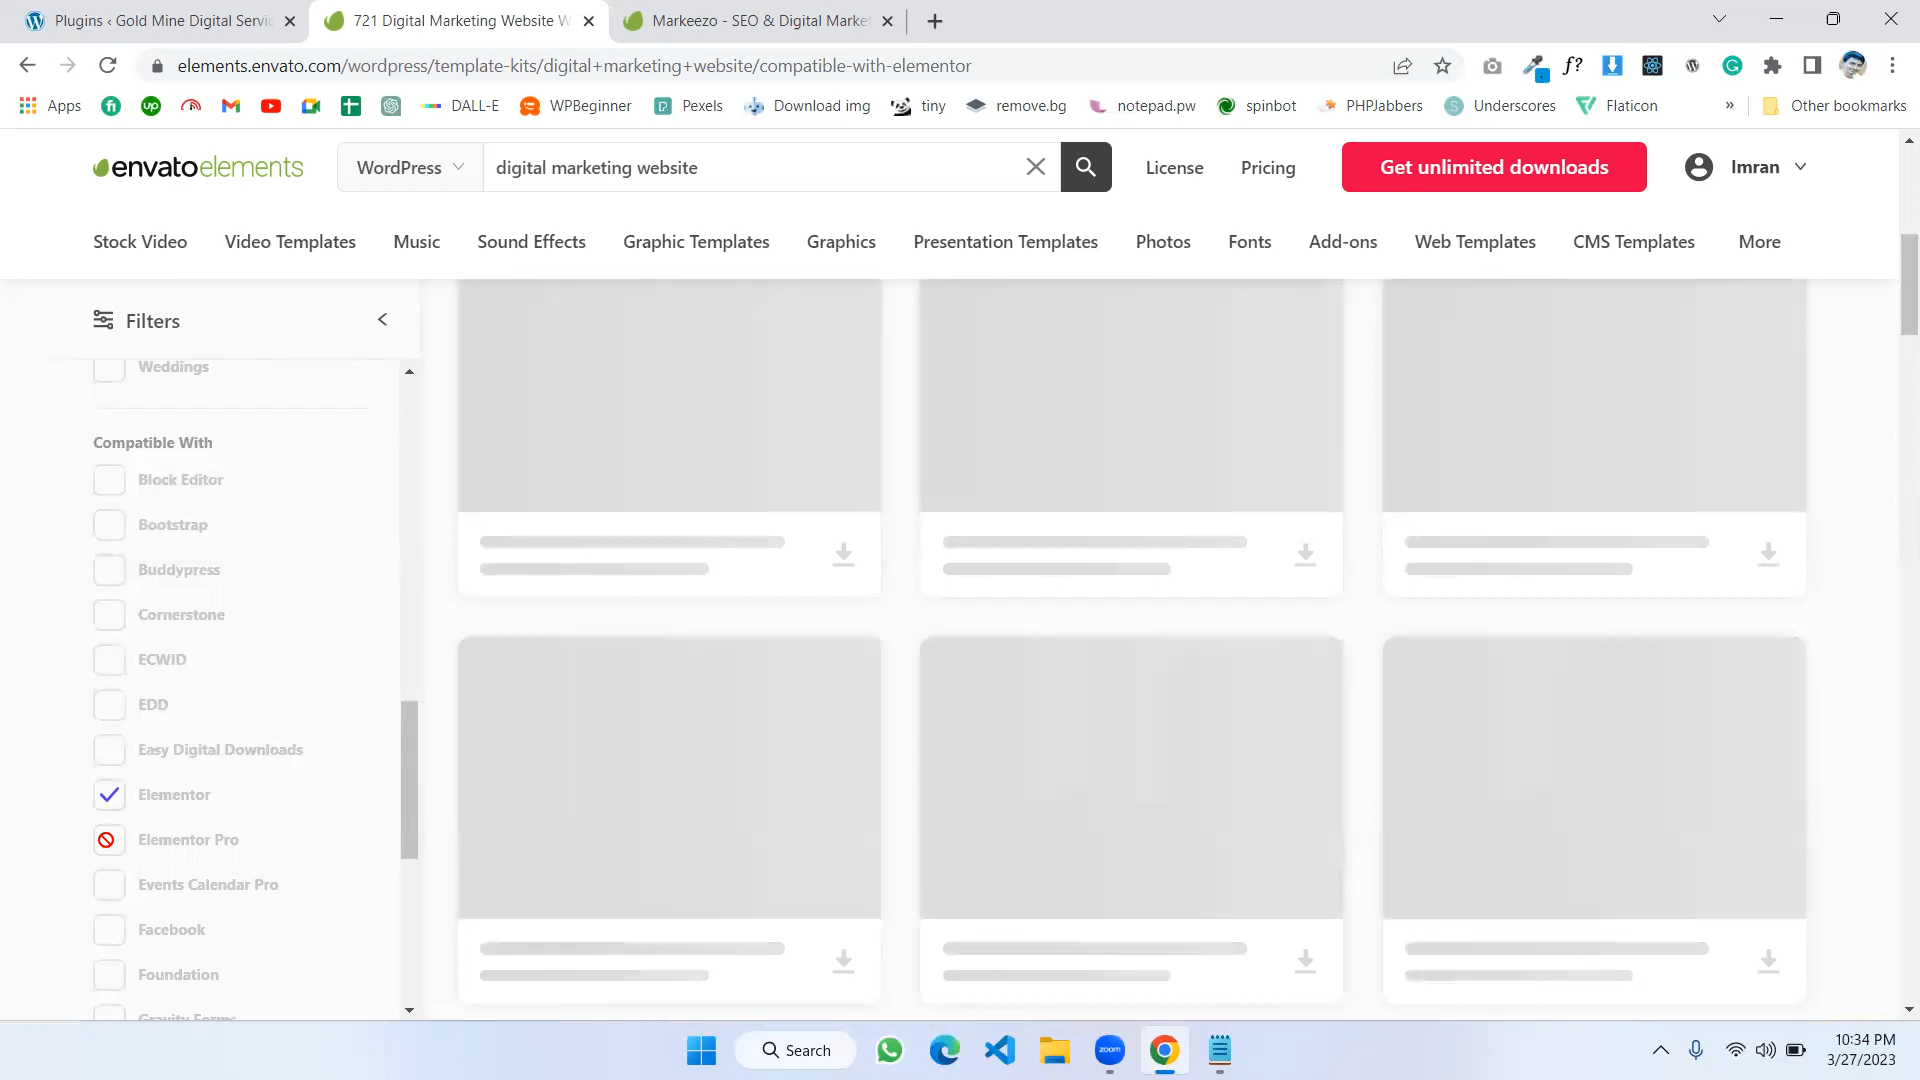 Plugins ‹ Gold Mine Digital Servic
721 Digital Marketing Website W
Markeezo - SEO & Digital Market
elements.envato.com/wordpress/template-kits/digital+marketing+website/compatible-with-elementor
Apps
DALL-E
WPBeginner
Pexels
Download img
tiny
remove.bg
notepad.pw
spinbot
PHPJabbers
Underscores
Flaticon
»
Other bookmarks
envatoelements
WordPress
digital marketing website
License
Pricing
Get unlimited downloads
Imran
Stock Video
Video Templates
Music
Sound Effects
Graphic Templates
Graphics
Presentation Templates
Photos
Fonts
Add-ons
Web Templates
CMS Templates
More
Filters
Weddings
Compatible With
Block Editor
Bootstrap
Buddypress
Cornerstone
ECWID
EDD
Easy Digital Downloads
Elementor
Elementor Pro
Events Calendar Pro
Facebook
Foundation
Gravity Forms
Search
zoom
10:34 PM
3/27/2023